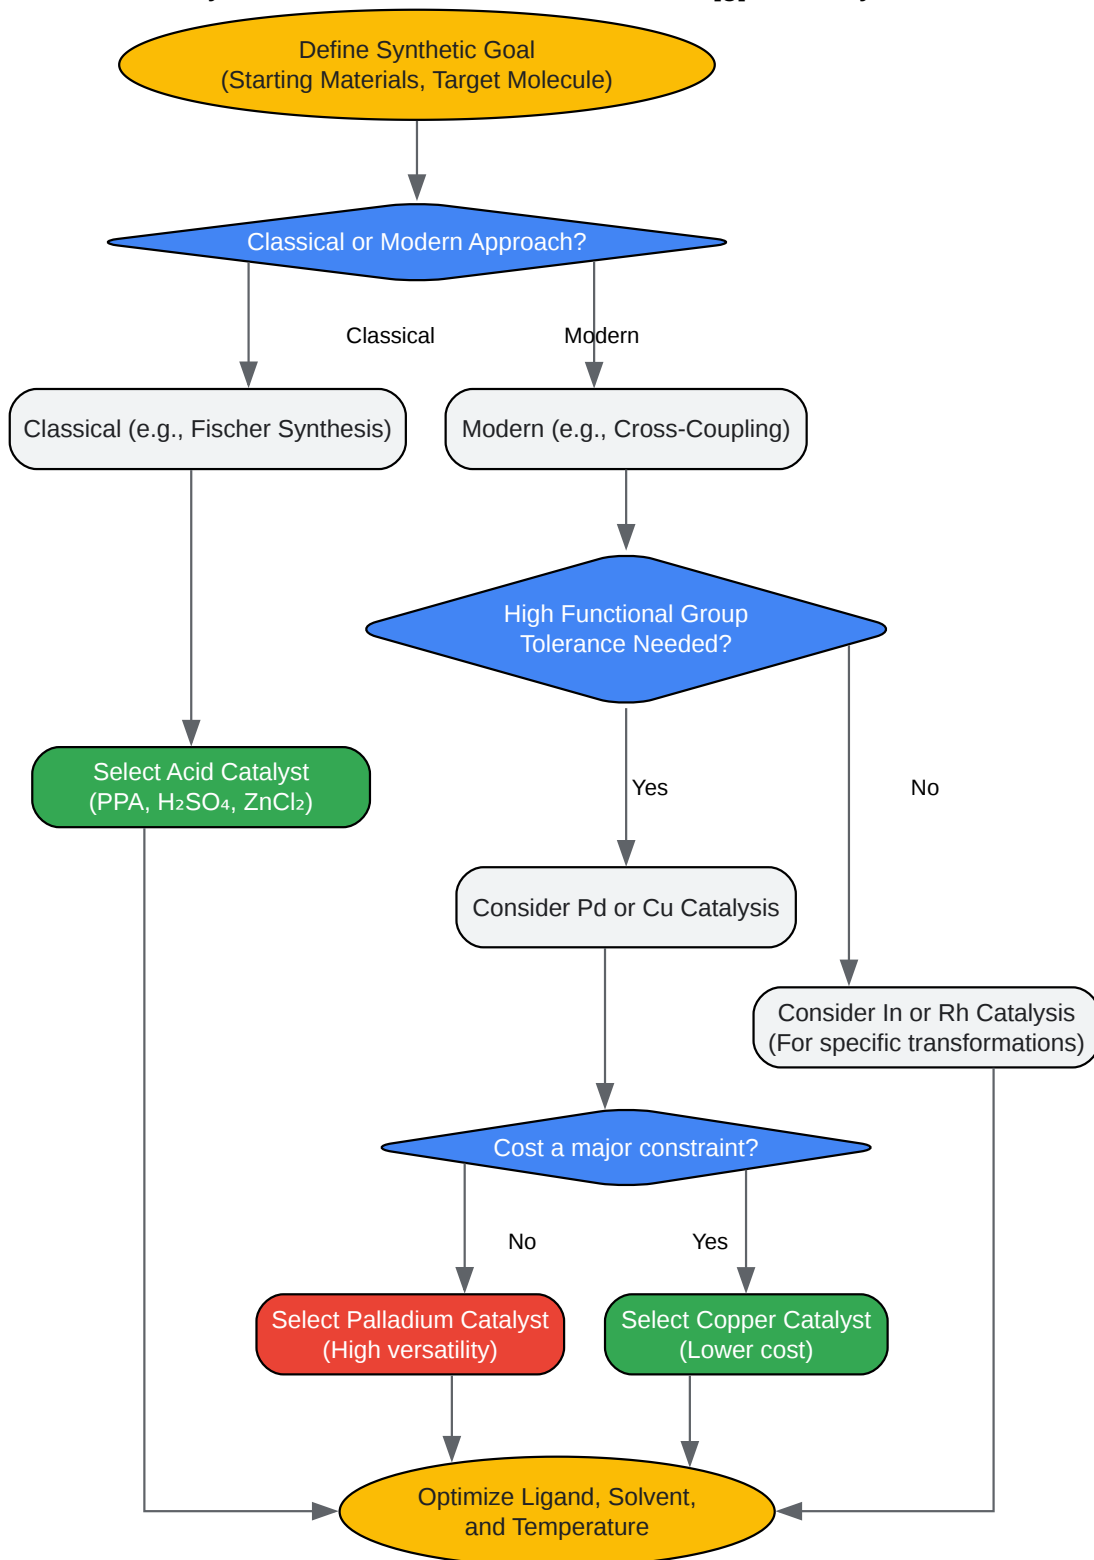 Define Synthetic Goal
(Starting Materials, Target Molecule)
Classical or Modern Approach?
Classical
Modern
Classical (e.g., Fischer Synthesis)
Modern (e.g., Cross-Coupling)
High Functional Group
Tolerance Needed?
Select Acid Catalyst
(PPA, H₂SO₄, ZnCl₂)
Yes
No
Consider Pd or Cu Catalysis
Consider In or Rh Catalysis
(For specific transformations)
Cost a major constraint?
No
Yes
Select Palladium Catalyst
(High versatility)
Select Copper Catalyst
(Lower cost)
Optimize Ligand, Solvent,
and Temperature